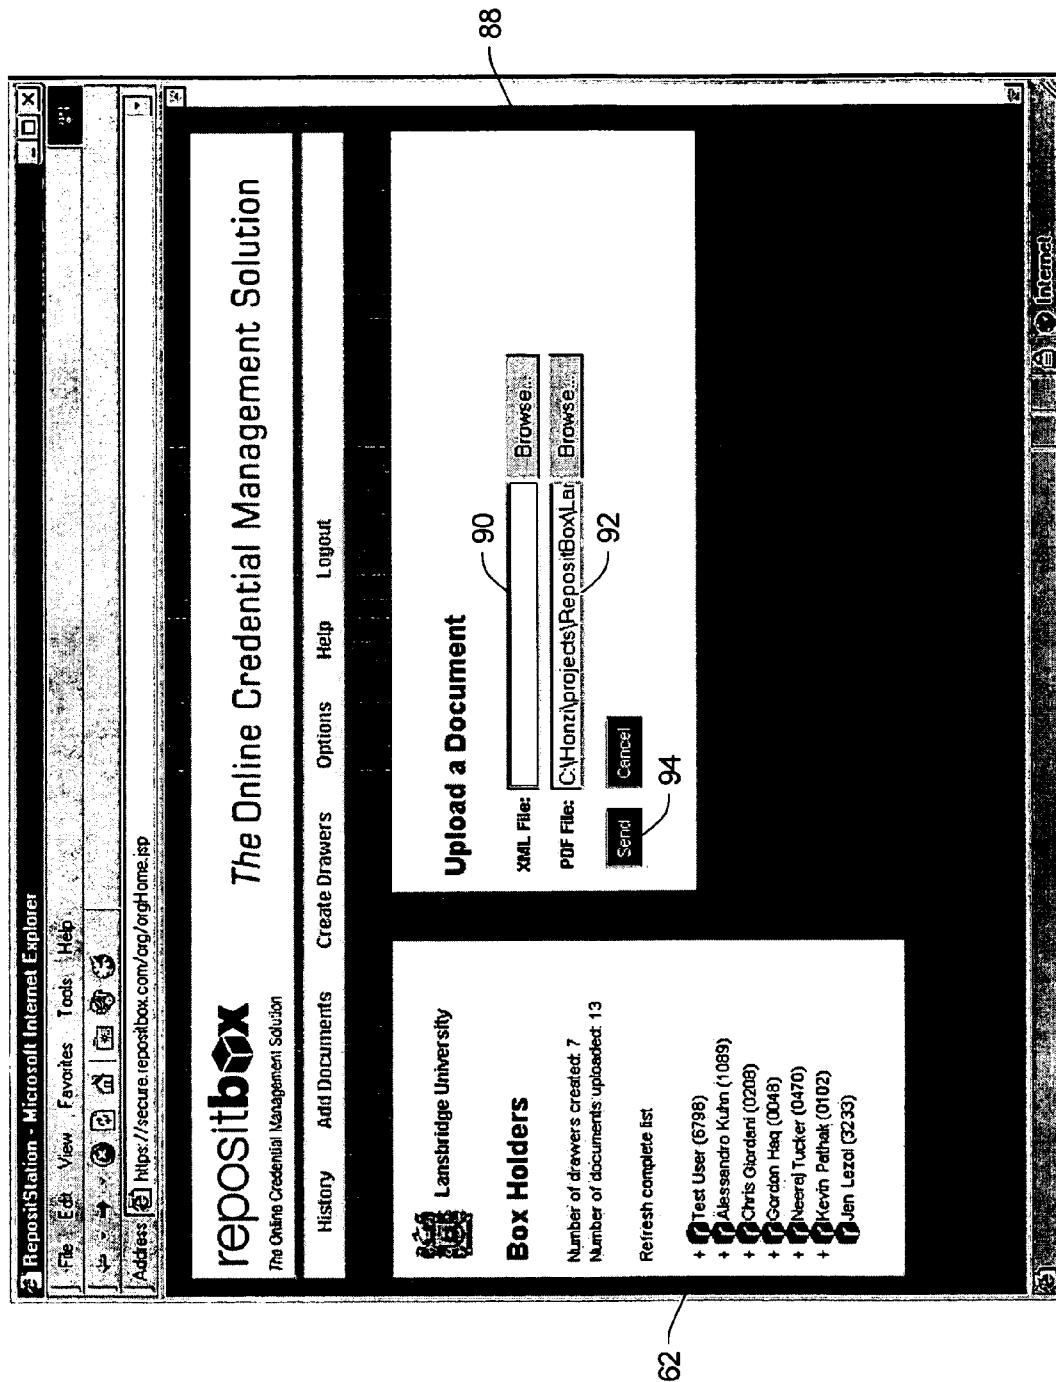 RepositStation - Microsoft Internet Explorer
File Edit View Favorites Tools Help
Address https://secure.repositbox.com/org/orgHome.jsp
repositbox
The Online Credential Management Solution
The Online Credential Management Solution
History Add Documents Create Drawers Options Help Logout
Lansbridge University
Box Holders
Number of drawers created: 7
Number of documents uploaded: 13
Refresh complete list
+ Test User (6798)
+ Alessandro Kuhn (1089)
+ Chris Giordani (0208)
+ Gordon Haq (0048)
+ Neeraj Tucker (0470)
+ Kevin Pathak (0102)
Jen Lezol (3233)
Upload a Document
XML File: Browse...
PDF File: C:\Honzi\projects\RepositBox\Lan Browse...
Send Cancel
Internet
62
88
90
92
94